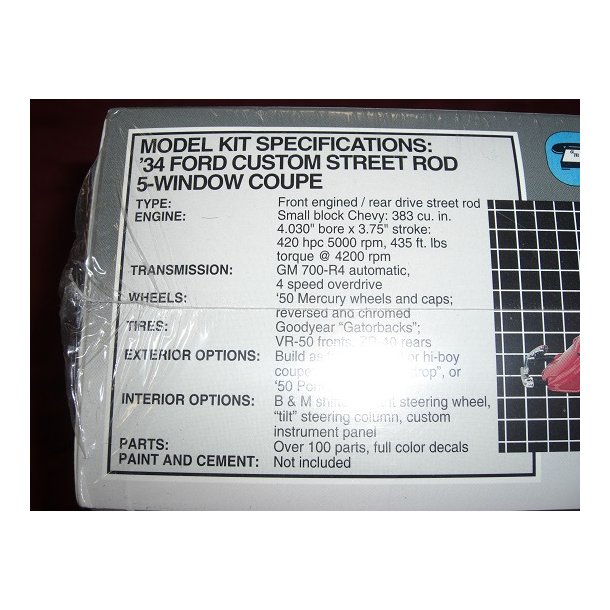 MODEL KIT SPECIFICATIONS:
'34 FORD CUSTOM STREET ROD
5-WINDOW COUPE
TYPE: Front engined / rear drive street rod
ENGINE: Small block Chevy: 383 cu. in.
4.030" bore x 3.75" stroke:
420 hpc 5000 rpm, 435 ft. lbs
torque @ 4200 rpm
TRANSMISSION: GM 700-R4 automatic,
4 speed overdrive
WHEELS: '50 Mercury wheels and caps;
reversed and chromed
TIRES: Goodyear "Gatorbacks";
VR-50 fronts, ZR-40 rears
EXTERIOR OPTIONS: Build as or hi-boy
coupe drop", or
'50
INTERIOR OPTIONS: B & M steering wheel,
"tilt" steering column, custom
instrument panel
PARTS: Over 100 parts, full color decals
PAINT AND CEMENT: Not included